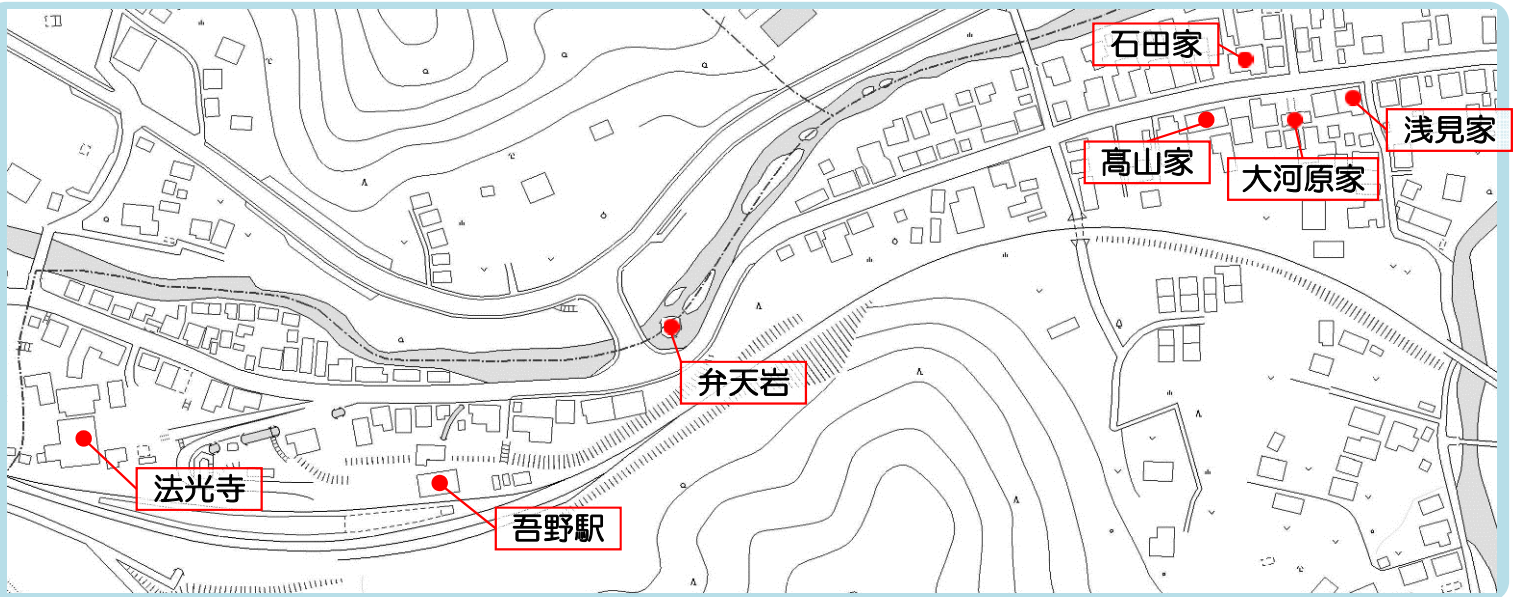 石田家
浅見家
髙山家
大河原家
弁天岩
法光寺
吾野駅